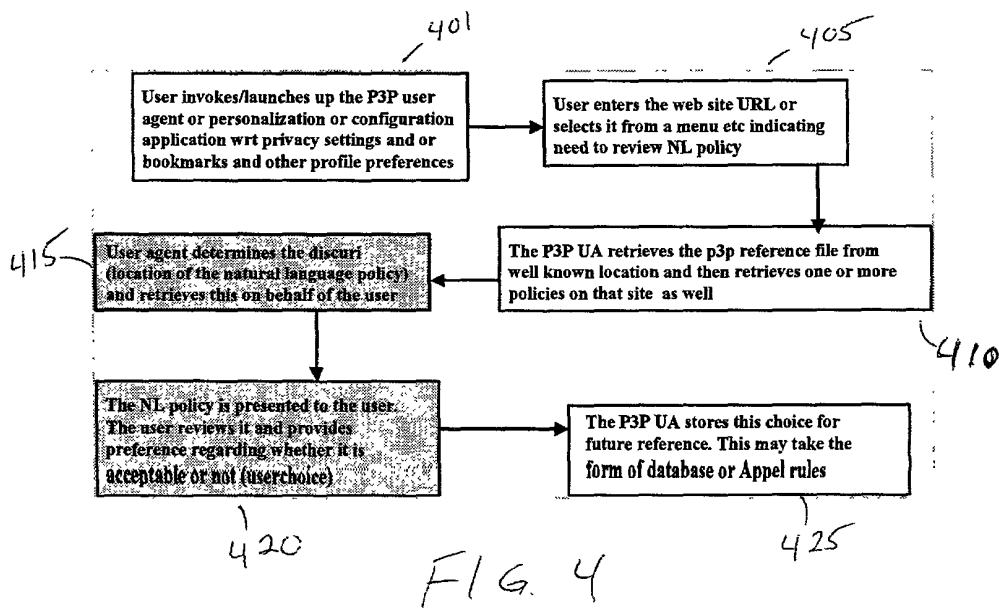 401
405
User invokes/launches up the P3P user
agent or personalization or configuration
application wrt privacy settings and or
bookmarks and other profile preferences
User enters the web site URL or
selects it from a menu etc indicating
need to review NL policy
415
User agent determines the discuri
(location of the natural language policy)
and retrieves this on behalf of the user
The P3P UA retrieves the p3p reference file from
well known location and then retrieves one or more
policies on that site as well
410
The NL policy is presented to the user.
The user reviews it and provides
preference regarding whether it is
acceptable or not (userchoice)
The P3P UA stores this choice for
future reference. This may take the
form of database or Appel rules
420
425
FIG. 4